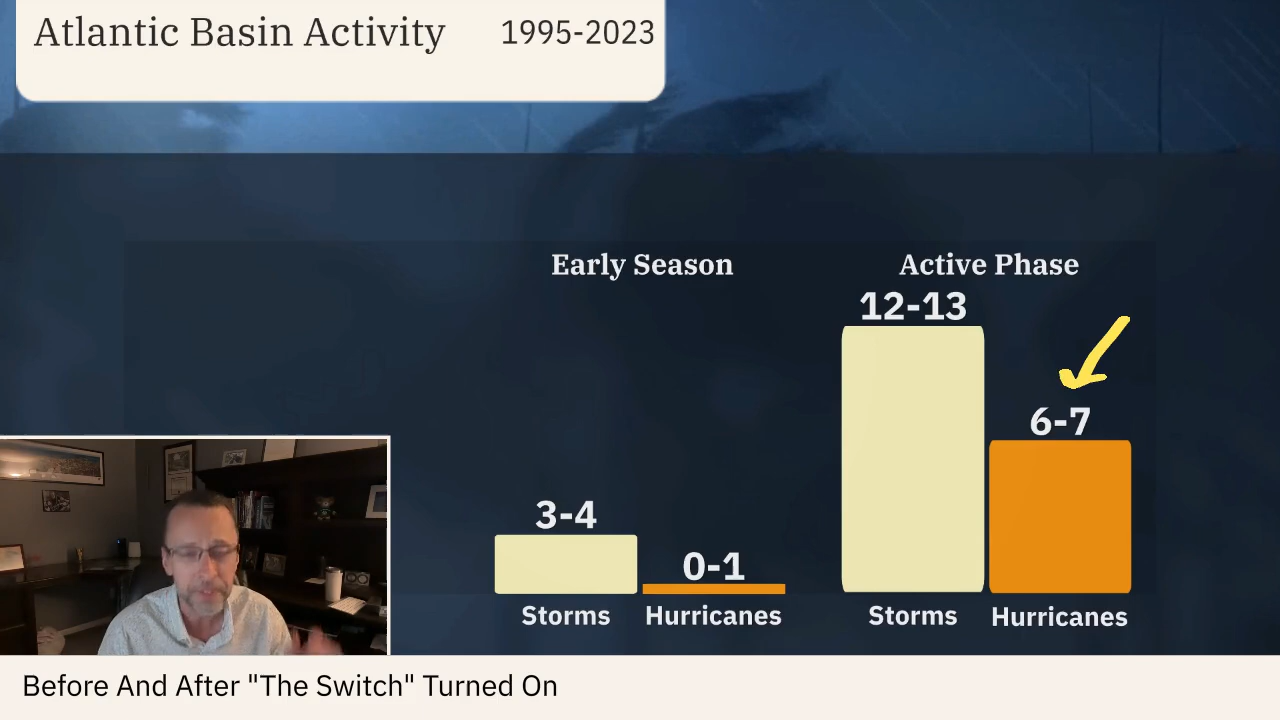 Atlantic Basin Activity 1995-2023
Early Season Active Phase
12-13
6-7
3-4
0-1
Storms Hurricanes Storms Hurricanes
Before And After "The Switch" Turned On